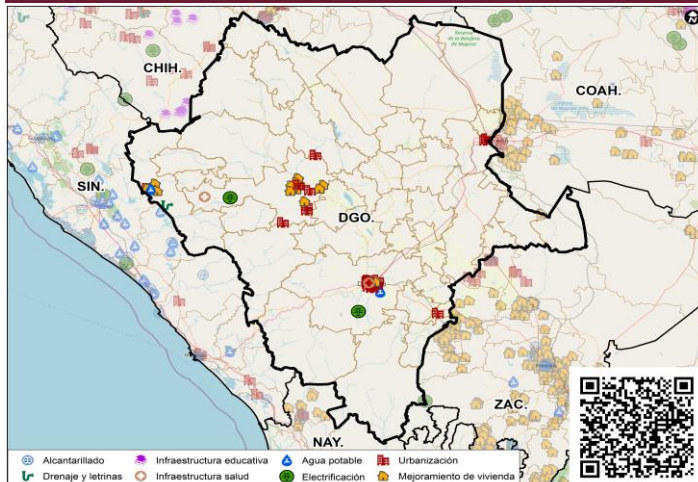 CHIH.
COAH.
SIN.
DGO.
ZAC.
NAY.
Alcantarillado
Infraestructura educativa
Agua potable
Urbanización
Drenaje y letrinas
Infraestructura salud
Electrificación
Mejoramiento de vivienda